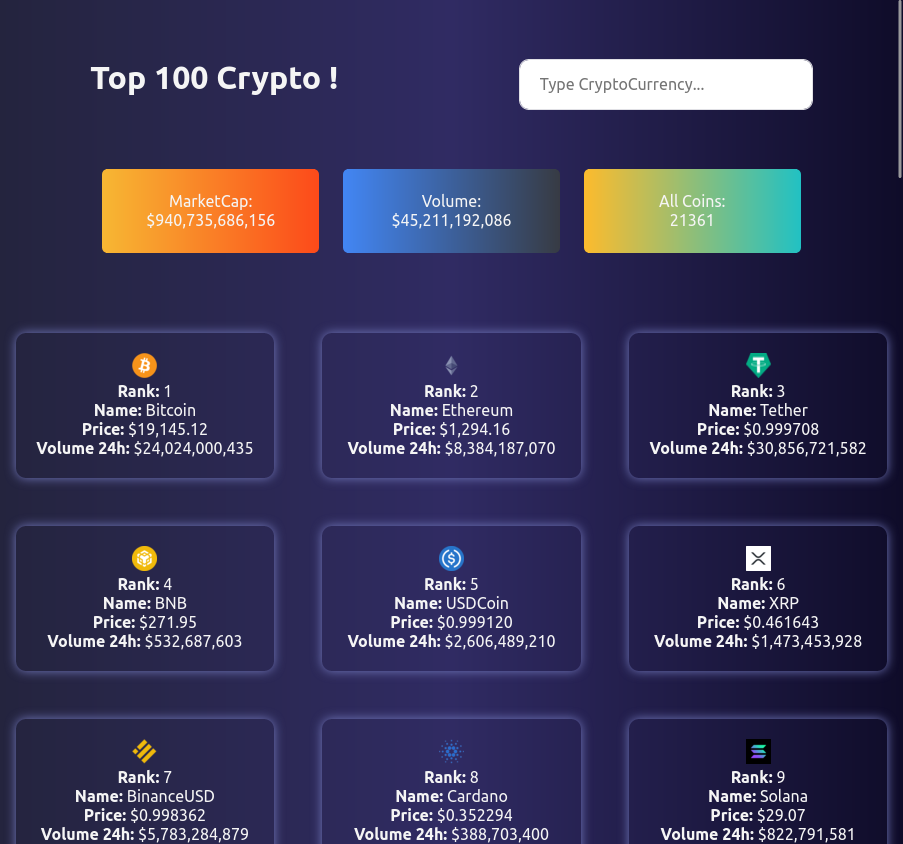 Top 100 Crypto !
Type CryptoCurrency...
MarketCap:
$940,735,686,156
Volume:
$45,211,192,086
All Coins:
21361
Rank: 1
Name: Bitcoin
Price: $19,145.12
Volume 24h: $24,024,000,435
Rank: 2
Name: Ethereum
Price: $1,294.16
Volume 24h: $8,384,187,070
Rank: 3
Name: Tether
Price: $0.999708
Volume 24h: $30,856,721,582
Rank: 4
Name: BNB
Price: $271.95
Volume 24h: $532,687,603
Rank: 5
Name: USDCoin
Price: $0.999120
Volume 24h: $2,606,489,210
Rank: 6
Name: XRP
Price: $0.461643
Volume 24h: $1,473,453,928
Rank: 7
Name: BinanceUSD
Price: $0.998362
Volume 24h: $5,783,284,879
Rank: 8
Name: Cardano
Price: $0.352294
Volume 24h: $388,703,400
Rank: 9
Name: Solana
Price: $29.07
Volume 24h: $822,791,581